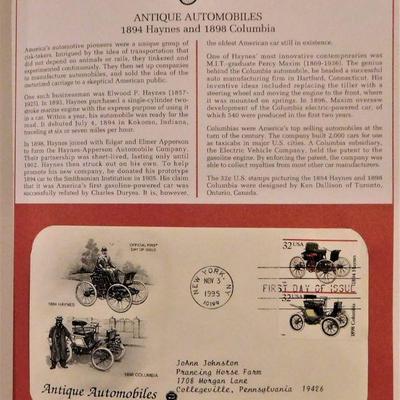 ANTIQUE AUTOMOBILES
1894 Haynes and 1898 Columbia
America's automotive pioneers were a unique group of
risk-takers. Intrigued by the idea of transportation that
did not depend on animals or rails, they tinkered and
experimented continuously. They then set up companies
to manufacture automobiles, and sold the idea of the
motorized carriage to a skeptical American public.
One such businessman was Elwood P. Haynes (1857-
1925). In 1893, Haynes purchased a single-cylinder two-
stroke marine engine with the express purpose of using it
in a car. Within a year, his automobile was ready for the
road. It debuted July 4, 1894 in Kokomo, Indiana,
traveling at six or seven miles per hour.
In 1898, Haynes joined with Edgar and Elmer Apperson
to form the Haynes-Apperson Automobile Company.
Their partnership was short-lived, lasting only until
1902. Haynes then struck out on his own. To help
promote his new company, he donated his prototype
1894 car to the Smithsonian Institution in 1905. His claim
that it was America's first gasoline-powered car was
successfully refuted by Charles Duryea. It is, however,
the oldest American car still in existence.
One of Haynes' most innovative contemporaries was
M.I.T.-graduate Percy Maxim (1869-1936). The genius
behind the Columbia automobile, he headed a successful
auto manufacturing firm in Hartford, Connecticut. His
inventive ideas included replacing the tiller with a
steering wheel and moving the engine to the front, where
it was mounted on springs. In 1896, Maxim oversaw
development of the Columbia electric-powered car, of
which 540 were produced in the first two years.
Columbias were America's top selling automobiles at the
turn of the century. The company built 2,000 cars for use
as taxicabs in major U.S. cities. A Columbia subsidiary,
the Electric Vehicle Company, held the patent to the
gasoline engine. By enforcing the patent, the company was
able to collect royalties from most other car manufacturers.
The 32¢ U.S. stamps picturing the 1894 Haynes and 1898
Columbia were designed by Ken Dallison of Toronto,
Ontario, Canada.
OFFICIAL FIRST
DAY OF ISSUE
1894 HAYNES
1898 COLUMBIA
Antique Automobiles
NEW YORK, NY
NOV 3
1995
FIRST DAY OF ISSUE
32 USA
1894 Haynes
32 USA
1898 Columbia
JoAnn Johnston
Prancing Horse Farm
1708 Morgan Lane
Collegeville, Pennsylvania 19426